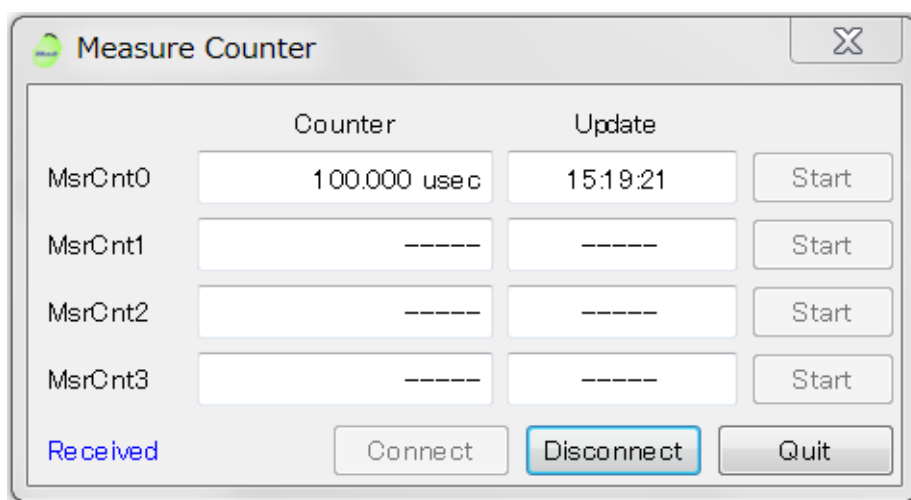 Measure Counter
Counter Update
MsrCnt0 100.000 usec 15:19:21 Start
MsrCnt1 ----- ----- Start
MsrCnt2 ----- ----- Start
MsrCnt3 ----- ----- Start
Received Connect Disconnect Quit